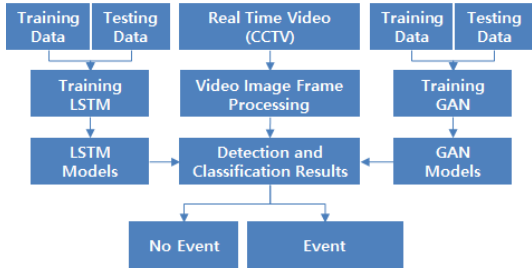 Training
Data
Testing
Data
Real Time Video
(CCTV)
Training
Data
Testing
Data
Training
LSTM
Video Image Frame
Processing
Training
GAN
LSTM
Models
Detection and
Classification Results
GAN
Models
No Event
Event